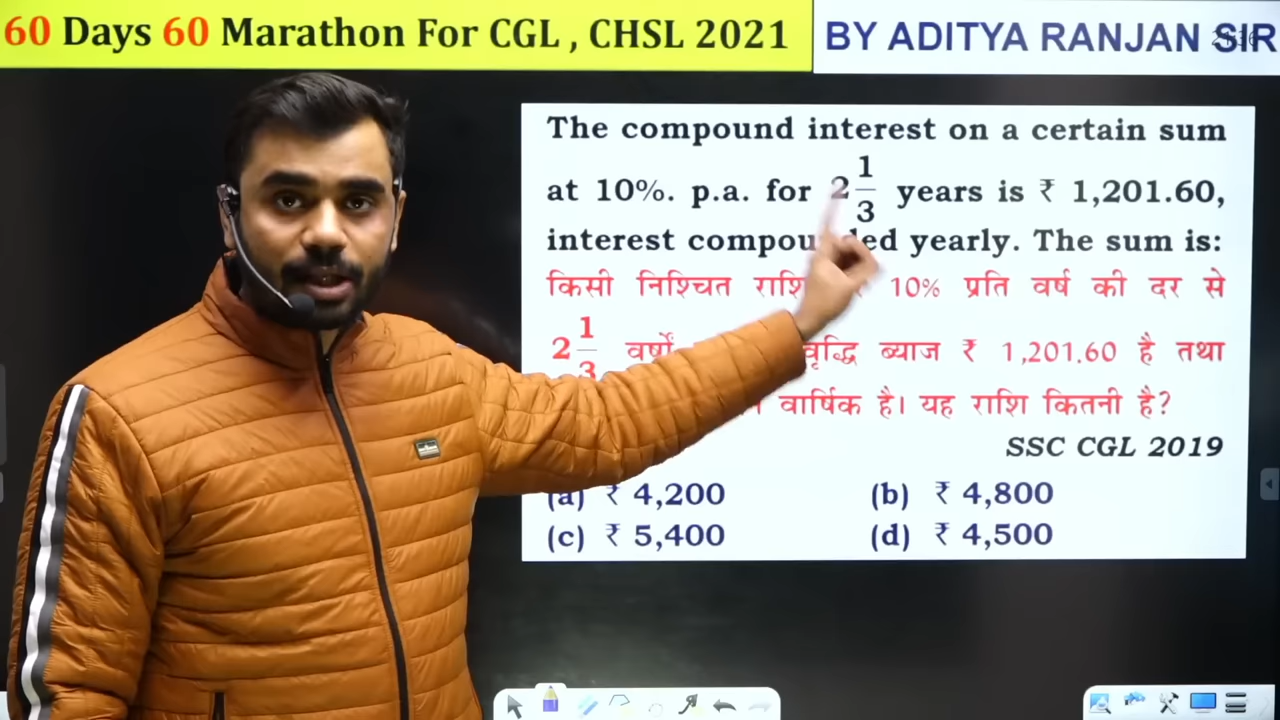 60 Days 60 Marathon For CGL , CHSL 2021
BY ADITYA RANJAN SIR
The compound interest on a certain sum
at 10%. p.a. for 2 1/3 years is ₹ 1,201.60,
interest compounded yearly. The sum is:
किसी निश्चित 10% प्रति वर्ष की दर से
2 1/3 वर्षों वृद्धि ब्याज ₹ 1,201.60 है तथा
वार्षिक है। यह राशि कितनी है?
SSC CGL 2019
(a) ₹ 4,200
(b) ₹ 4,800
(c) ₹ 5,400
(d) ₹ 4,500